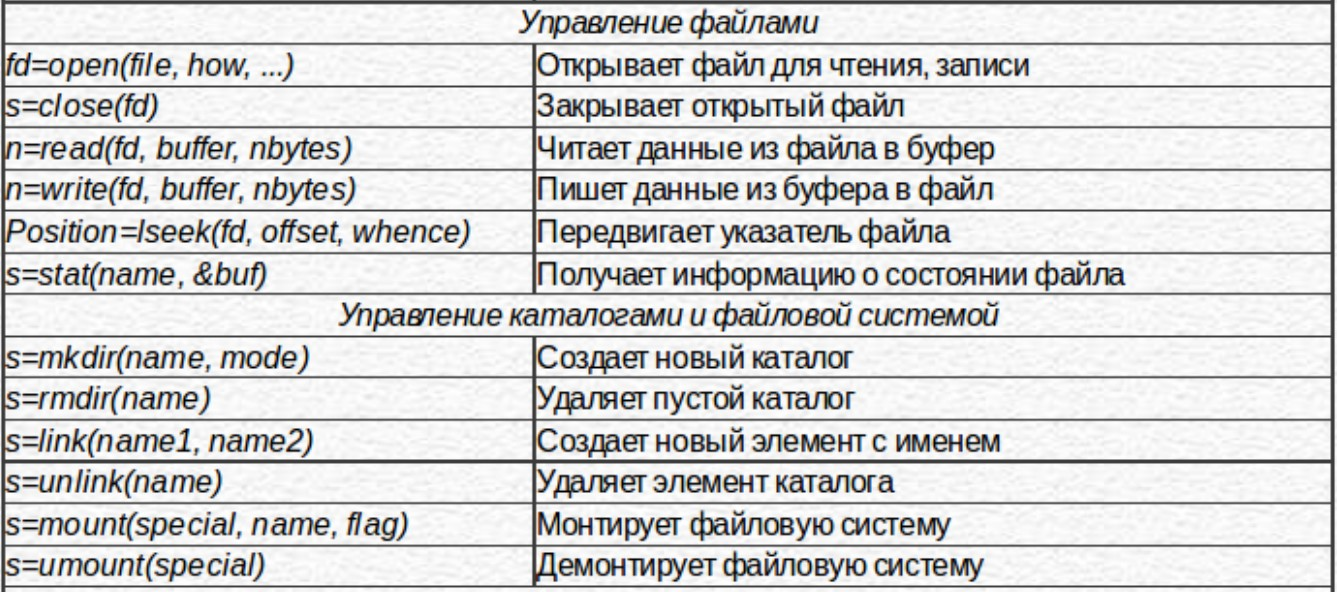 Управление файлами
fd=open(file, how, ...) Открывает файл для чтения, записи
s=close(fd) Закрывает открытый файл
n=read(fd, buffer, nbytes) Читает данные из файла в буфер
n=write(fd, buffer, nbytes) Пишет данные из буфера в файл
Position=lseek(fd, offset, whence) Передвигает указатель файла
s=stat(name, &buf) Получает информацию о состоянии файла
Управление каталогами и файловой системой
s=mkdir(name, mode) Создает новый каталог
s=rmdir(name) Удаляет пустой каталог
s=link(name1, name2) Создает новый элемент с именем
s=unlink(name) Удаляет элемент каталога
s=mount(special, name, flag) Монтирует файловую систему
s=umount(special) Демонтирует файловую систему